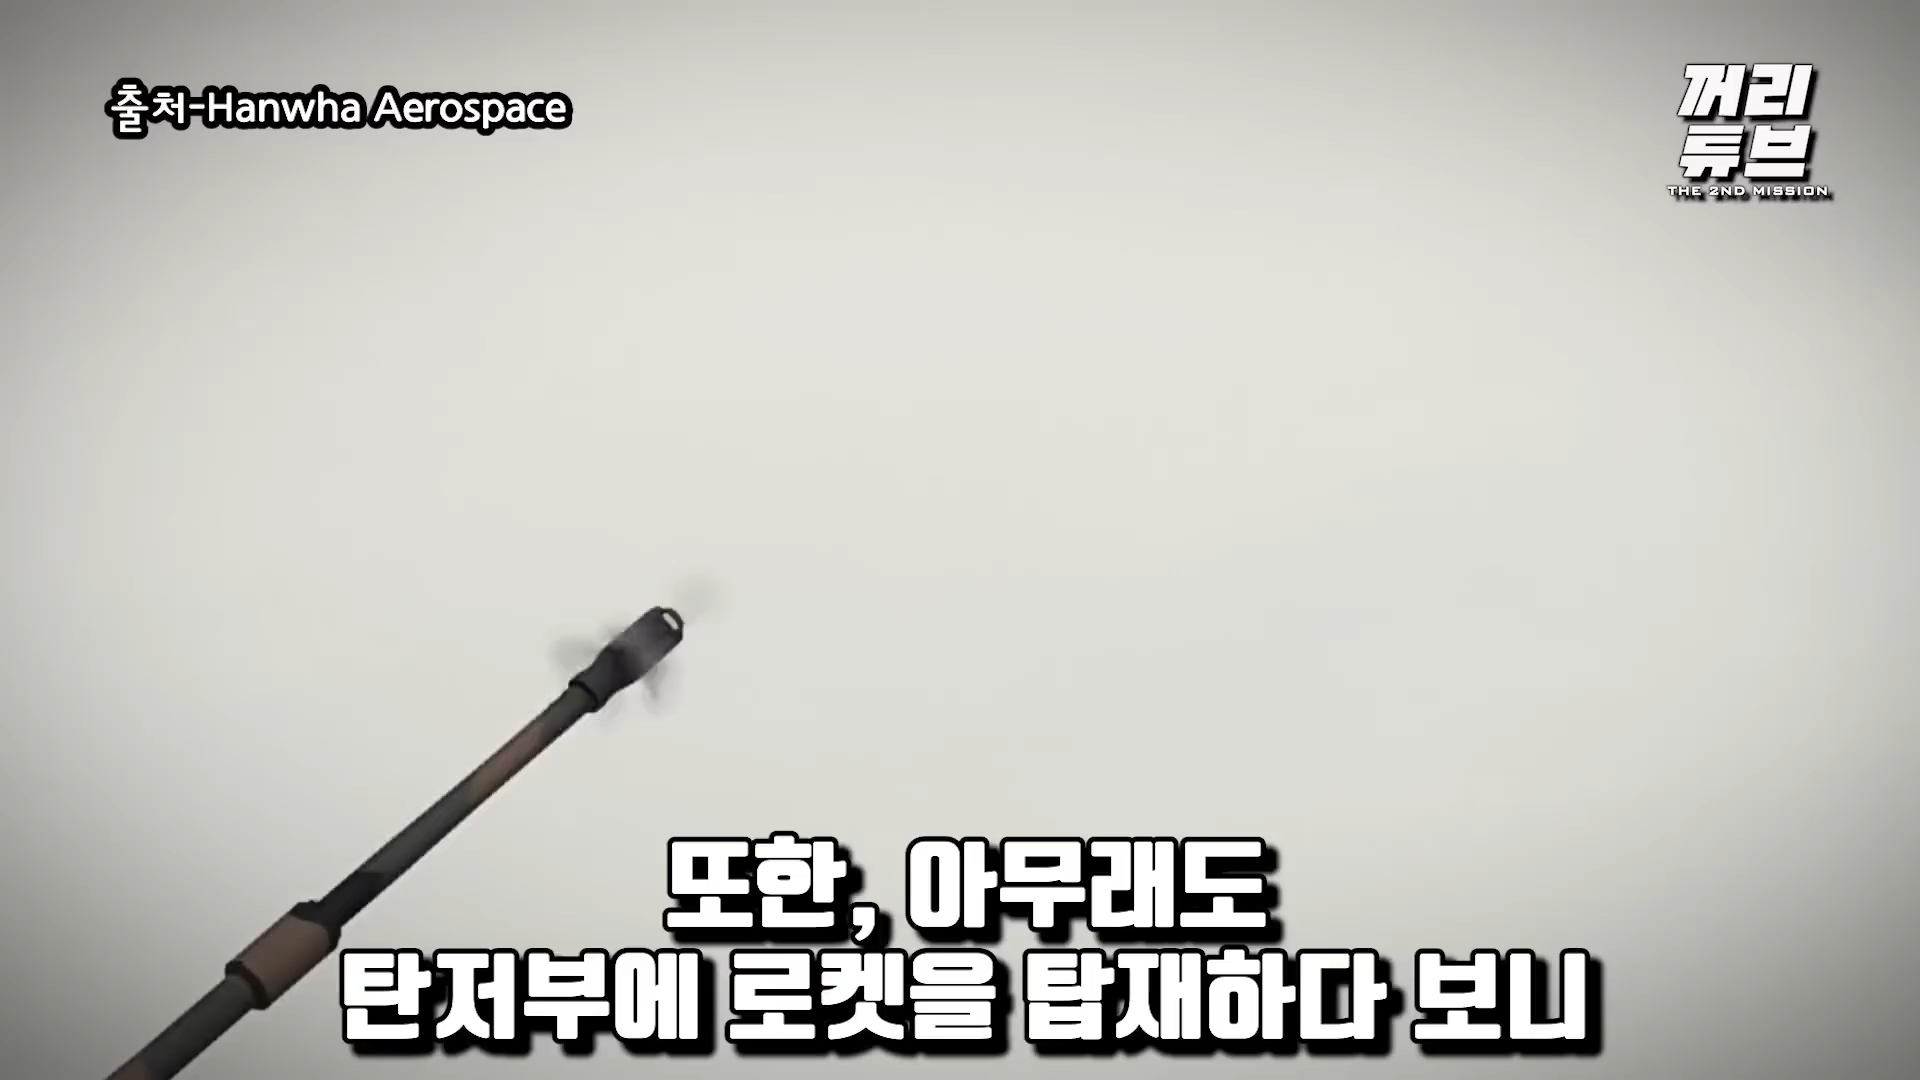 출처-Hanwha Aerospace
꺼리
튜브
THE 2ND MISSION
또한, 아무래도
탄저부에 로켓을 탑재하다 보니